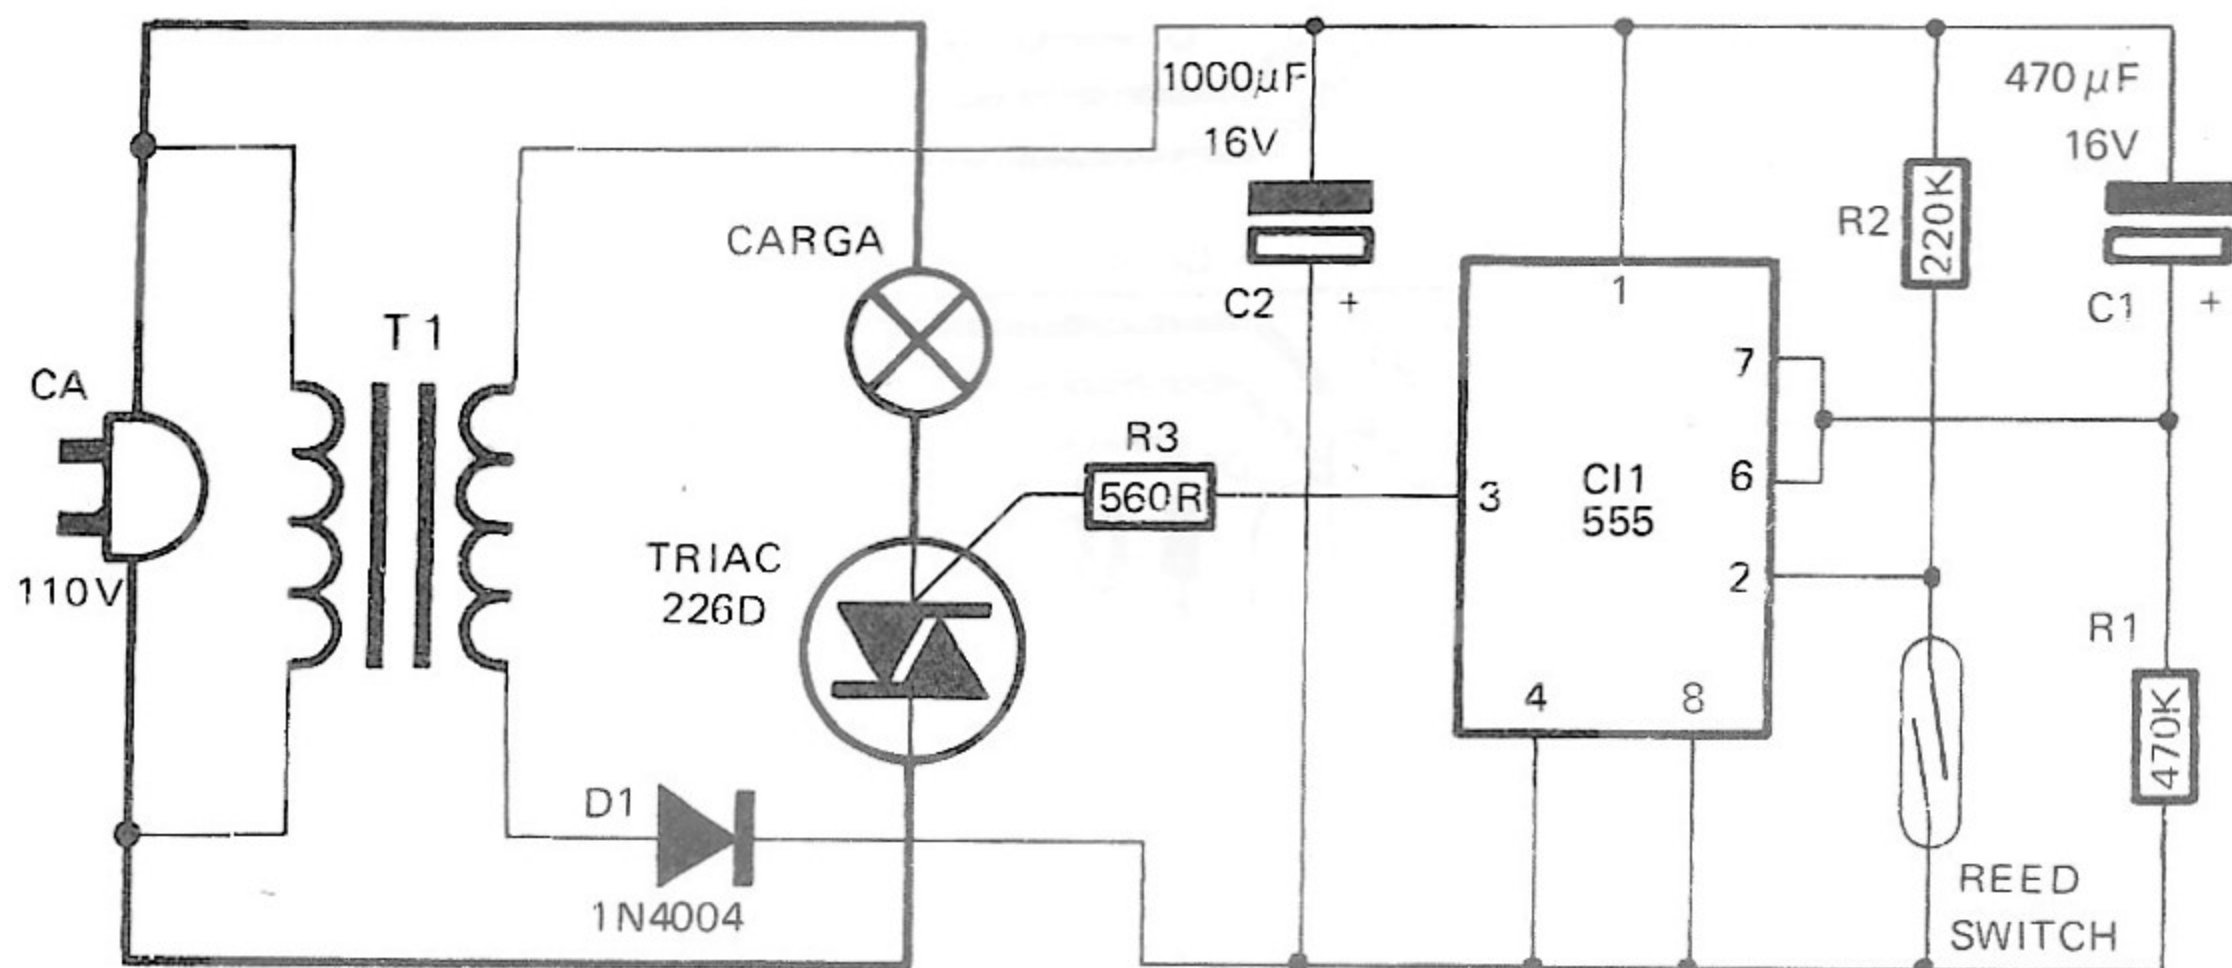 1000µF
16V
470µF
16V
CARGA
R2
220K
C2 +
C1 +
T1
CA
110V
R3
560R
1
7
6
3
2
4
8
CI1
555
TRIAC
226D
R1
470K
D1
1N4004
REED
SWITCH